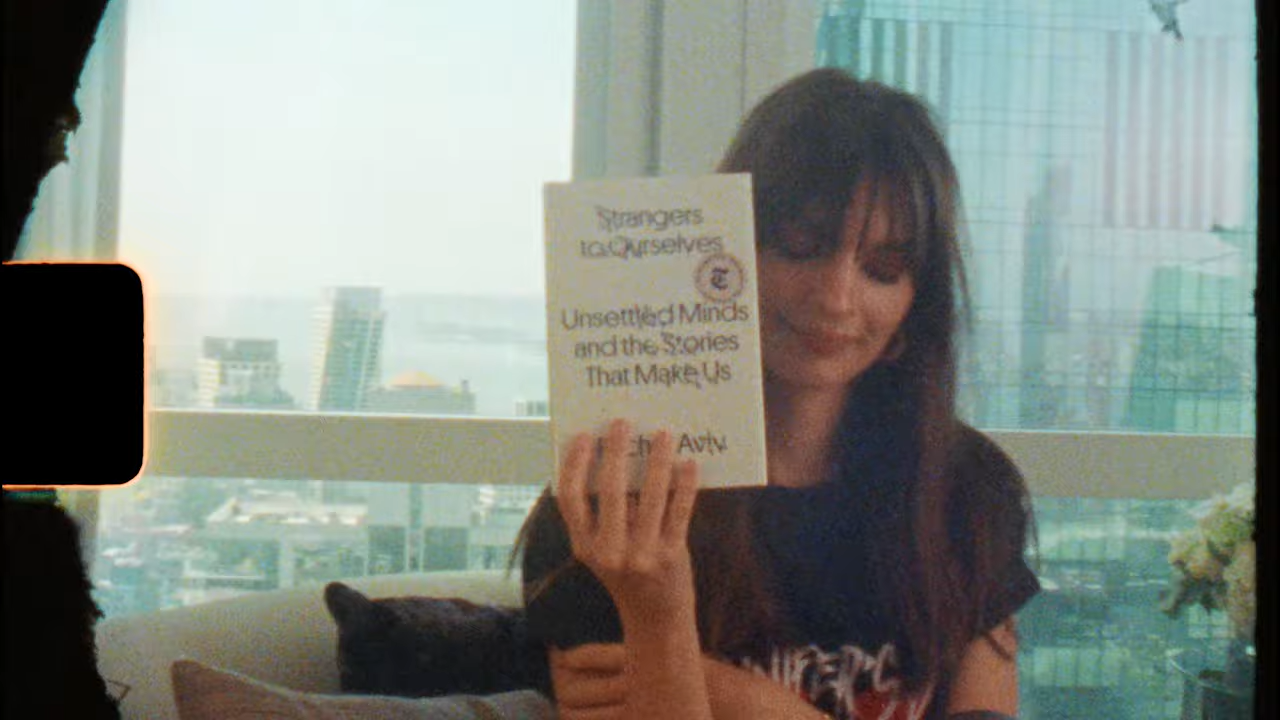 Strangers
to Ourselves
T
Unsettled Minds
and the Stories
That Make Us
Aviv